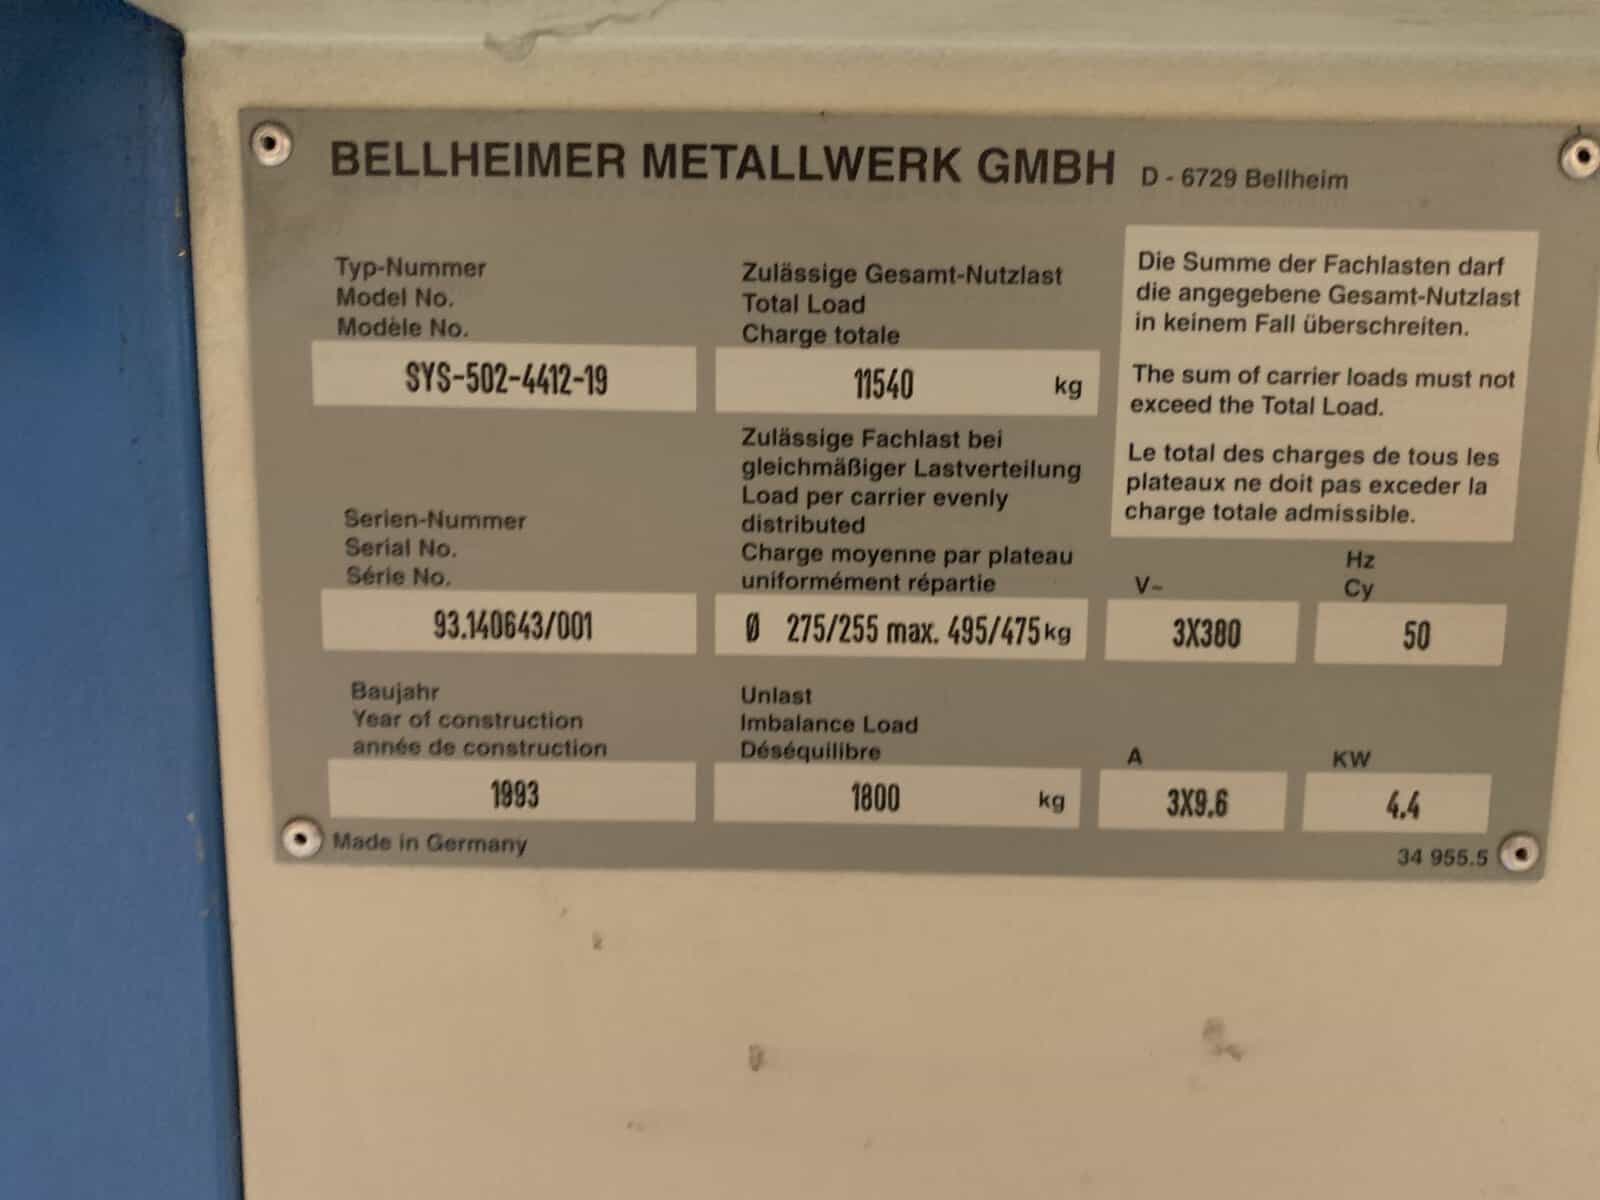 BELLHEIMER METALLWERK GMBH D - 6729 Bellheim
Typ-Nummer
Model No.
Modèle No.
SYS-502-4412-19
Zulässige Gesamt-Nutzlast
Total Load
Charge totale
11540 kg
Die Summe der Fachlasten darf
die angegebene Gesamt-Nutzlast
in keinem Fall überschreiten.
The sum of carrier loads must not
exceed the Total Load.
Le total des charges de tous les
plateaux ne doit pas exceder la
charge totale admissible.
Serien-Nummer
Serial No.
Série No.
93.140643/001
Zulässige Fachlast bei
gleichmäßiger Lastverteilung
Load per carrier evenly
distributed
Charge moyenne par plateau
uniformément répartie
Ø 275/255 max. 495/475 kg
V~
3X380
Hz
Cy
50
Baujahr
Year of construction
année de construction
1993
Unlast
Imbalance Load
Déséquilibre
1800 kg
A
3X9.6
KW
4.4
Made in Germany
34 955.5